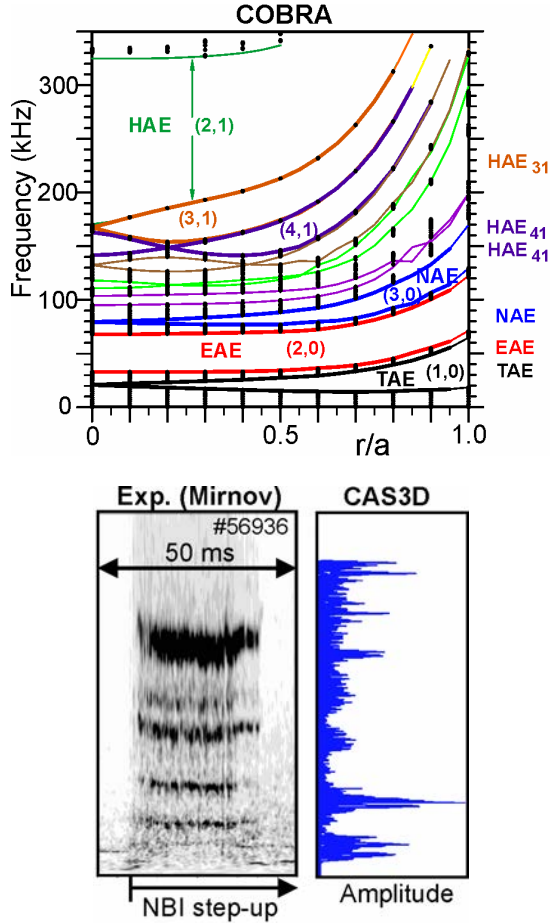 COBRA
Frequency (kHz)
300
200
100
0
HAE (2,1)
(3,1)
(4,1)
NAE
(3,0)
EAE (2,0)
TAE (1,0)
HAE 31
HAE 41
HAE 41
NAE
EAE
TAE
0 0.5 1.0
r/a
Exp. (Mirnov)
#56936
50 ms
NBI step-up
CAS3D
Amplitude